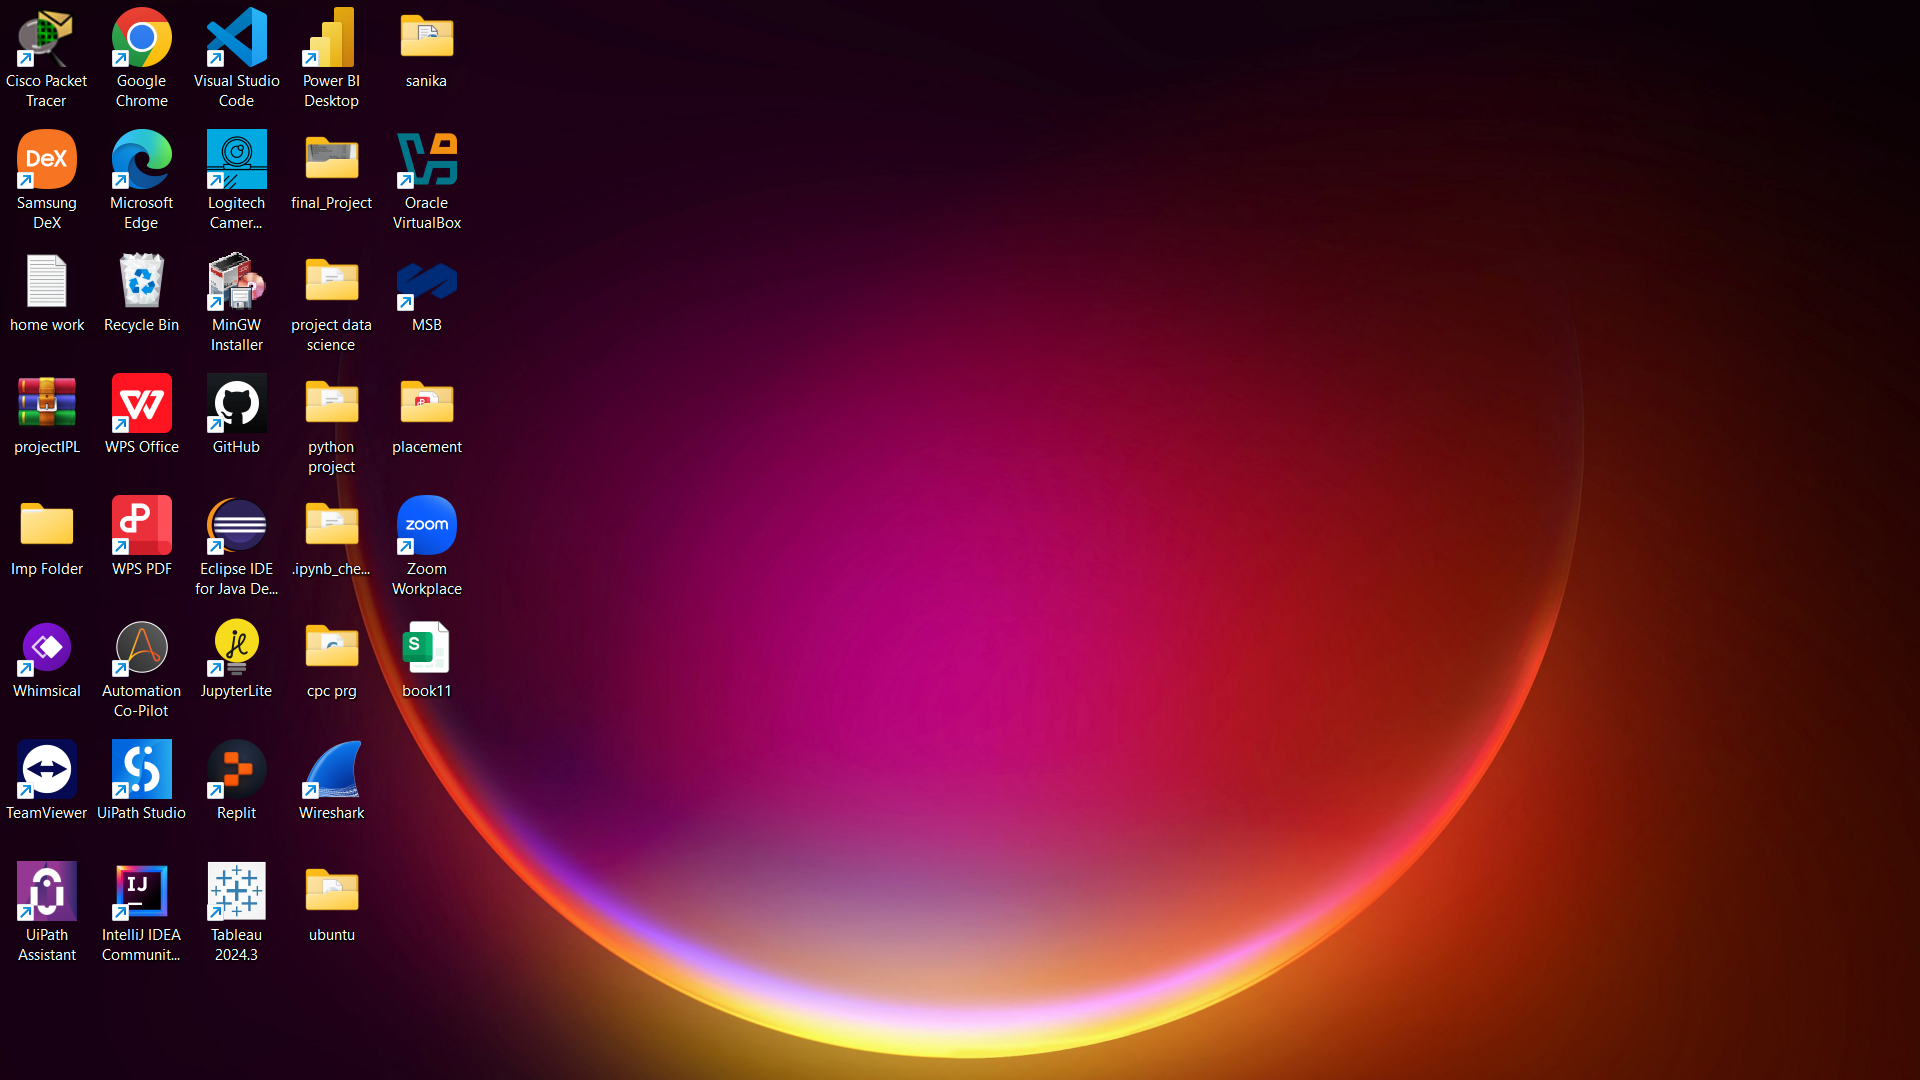 Cisco Packet
Tracer
Google
Chrome
Visual Studio
Code
Power BI
Desktop
sanika
DeX
Samsung
DeX
Microsoft
Edge
Logitech
Camer...
final_Project
Oracle
VirtualBox
home work
Recycle Bin
MinGW
Installer
project data
science
MSB
projectIPL
WPS Office
GitHub
python
project
placement
Imp Folder
WPS PDF
Eclipse IDE
for Java De...
.ipynb_che...
zoom
Zoom
Workplace
Whimsical
Automation
Co-Pilot
jl
JupyterLite
cpc prg
S
book11
TeamViewer
UiPath Studio
Replit
Wireshark
UiPath
Assistant
IJ
IntelliJ IDEA
Communit...
Tableau
2024.3
ubuntu